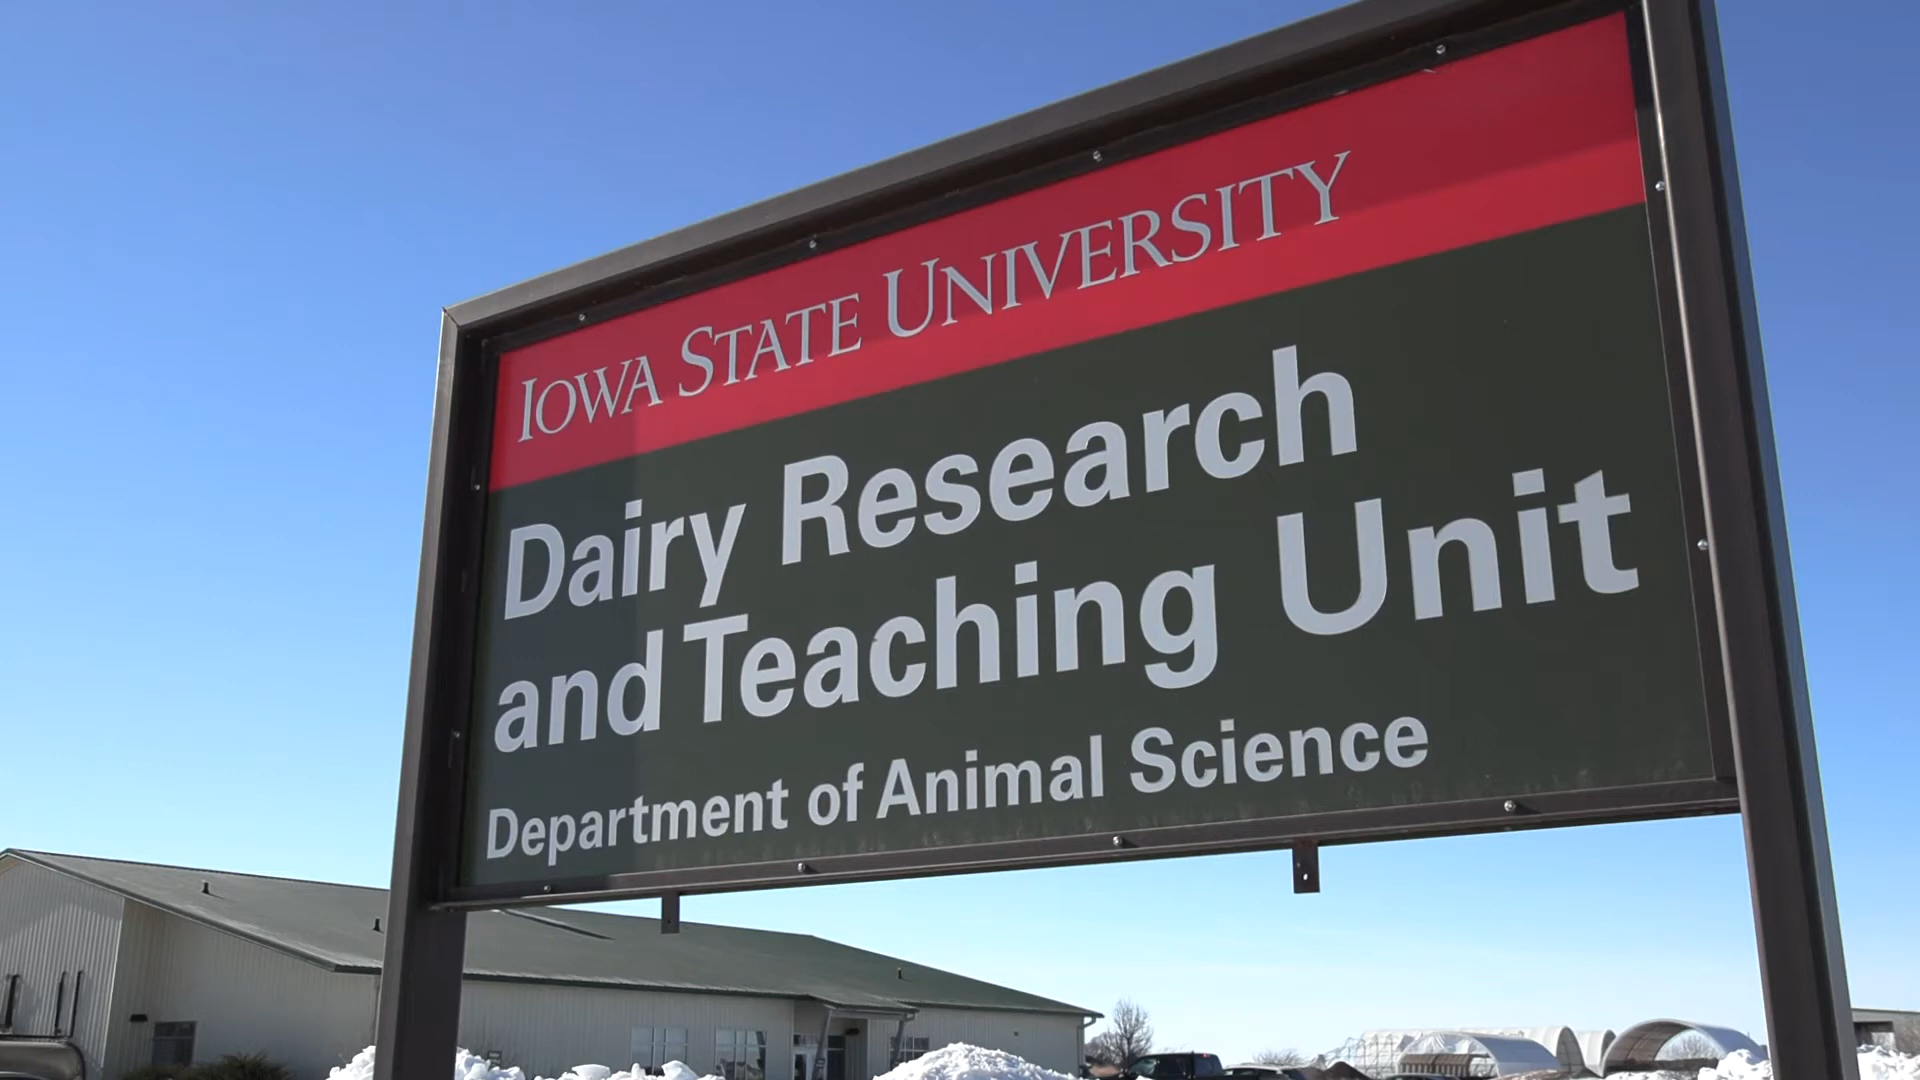 IOWA STATE UNIVERSITY
Dairy Research
and Teaching Unit
Department of Animal Science